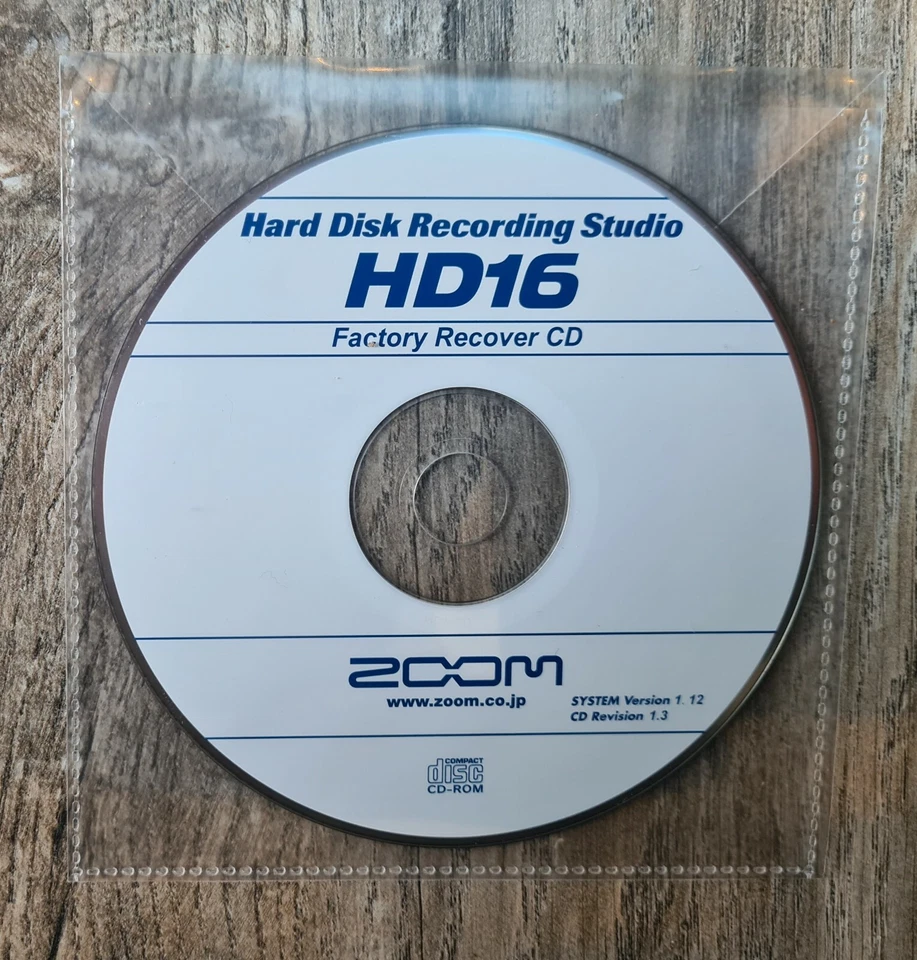 Hard Disk Recording Studio
HD16
Factory Recover CD
ZOOM
www.zoom.co.jp
SYSTEM Version 1.12
CD Revision 1.3
COMPACT
disc
CD-ROM